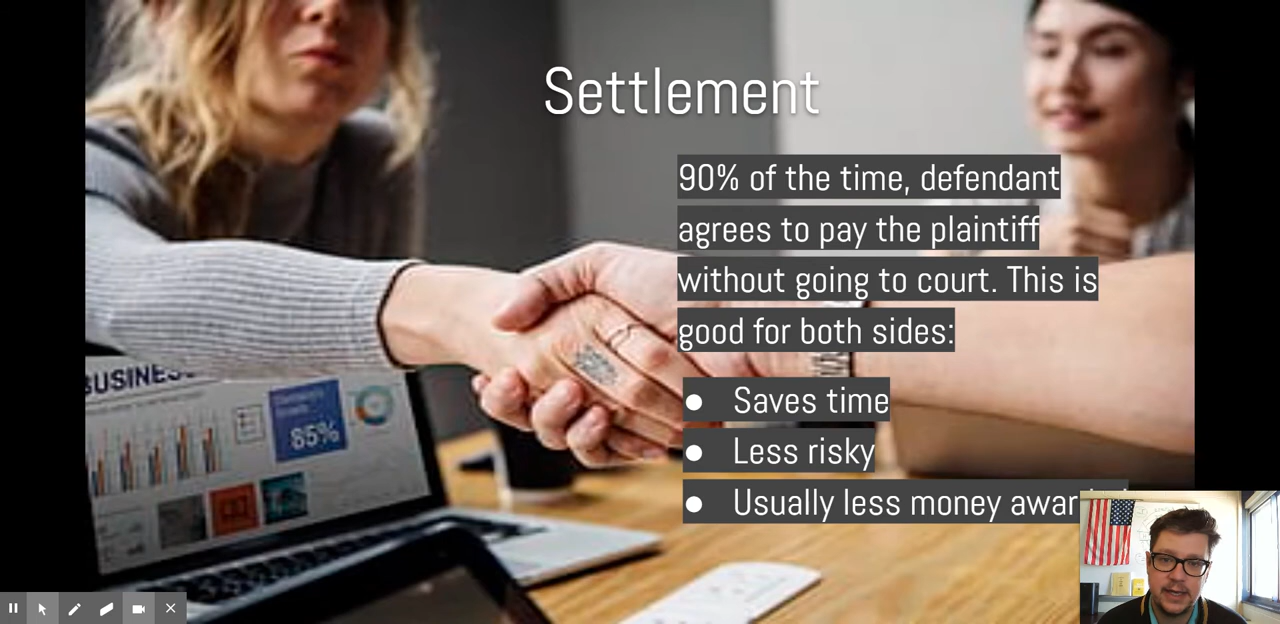 Settlement
90% of the time, defendant
agrees to pay the plaintiff
without going to court. This is
good for both sides:
● Saves time
● Less risky
● Usually less money
BUSINESS
85%